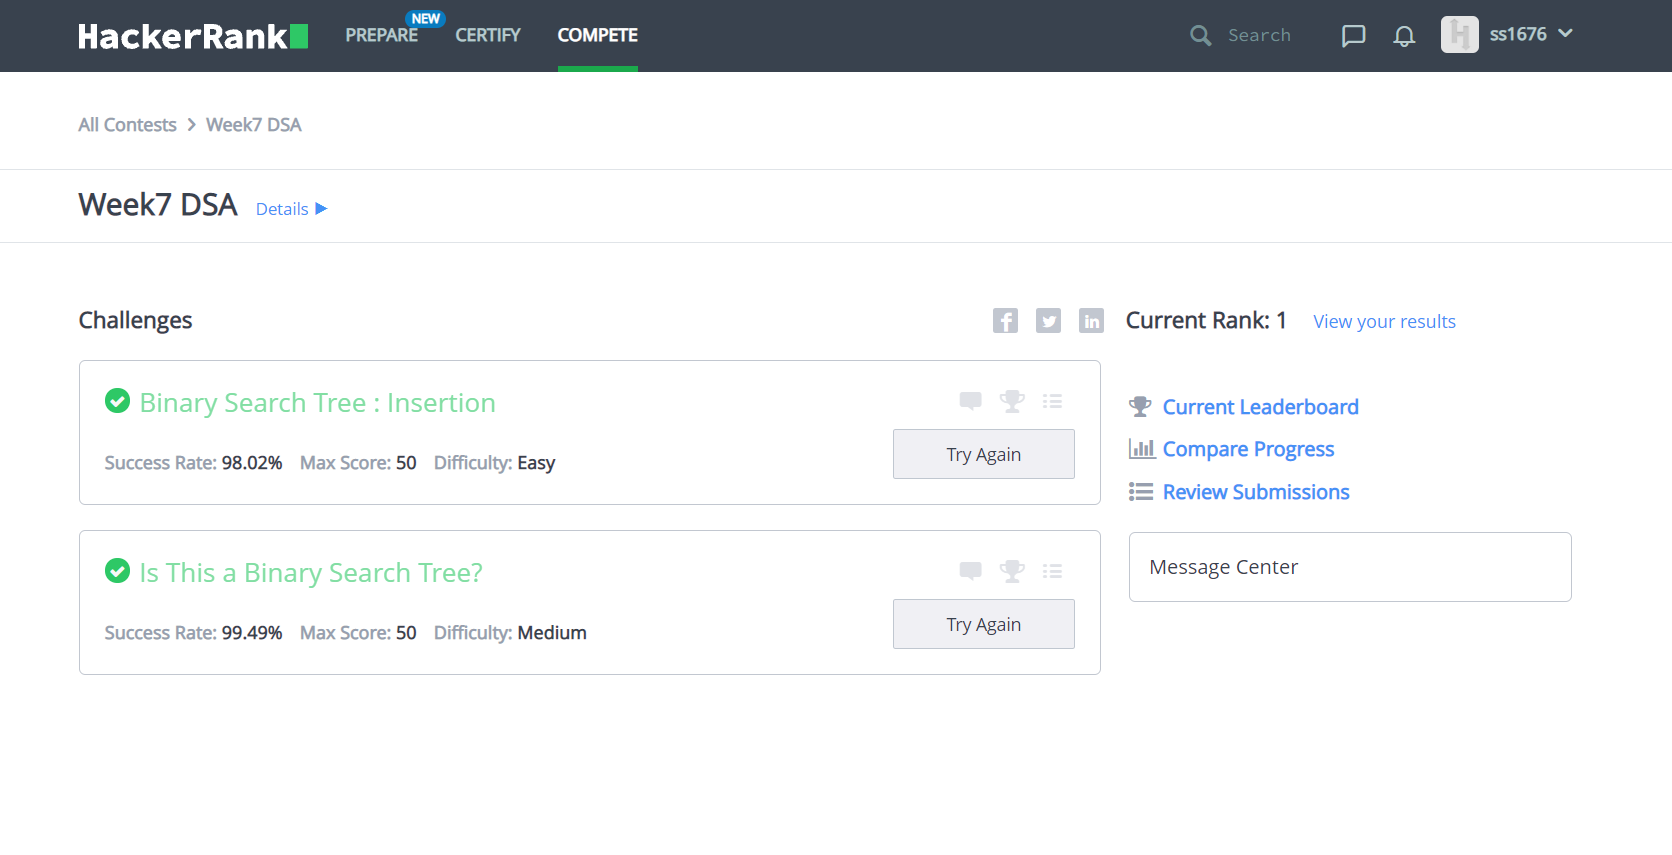 HackerRank PREPARE NEW CERTIFY COMPETE Search ss1676
All Contests > Week7 DSA
Week7 DSA Details ▶
Challenges
Current Rank: 1 View your results
Binary Search Tree : Insertion
Success Rate: 98.02% Max Score: 50 Difficulty: Easy
Try Again
Is This a Binary Search Tree?
Success Rate: 99.49% Max Score: 50 Difficulty: Medium
Try Again
Current Leaderboard
Compare Progress
Review Submissions
Message Center